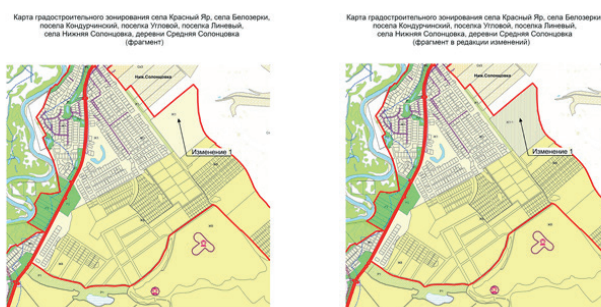 Карта градостроительного зонирования села Красный Яр, села Белозерки,
поселка Кондурчинский, поселка Угловой, поселка Линевый,
села Нижняя Солонцовка, деревни Средняя Солонцовка
(фрагмент)
Ниж.Солонцовка
Изменение 1
Карта градостроительного зонирования села Красный Яр, села Белозерки,
поселка Кондурчинский, поселка Угловой, поселка Линевый,
села Нижняя Солонцовка, деревни Средняя Солонцовка
(фрагмент в редакции изменений)
Ниж.Солонцовка
Изменение 1